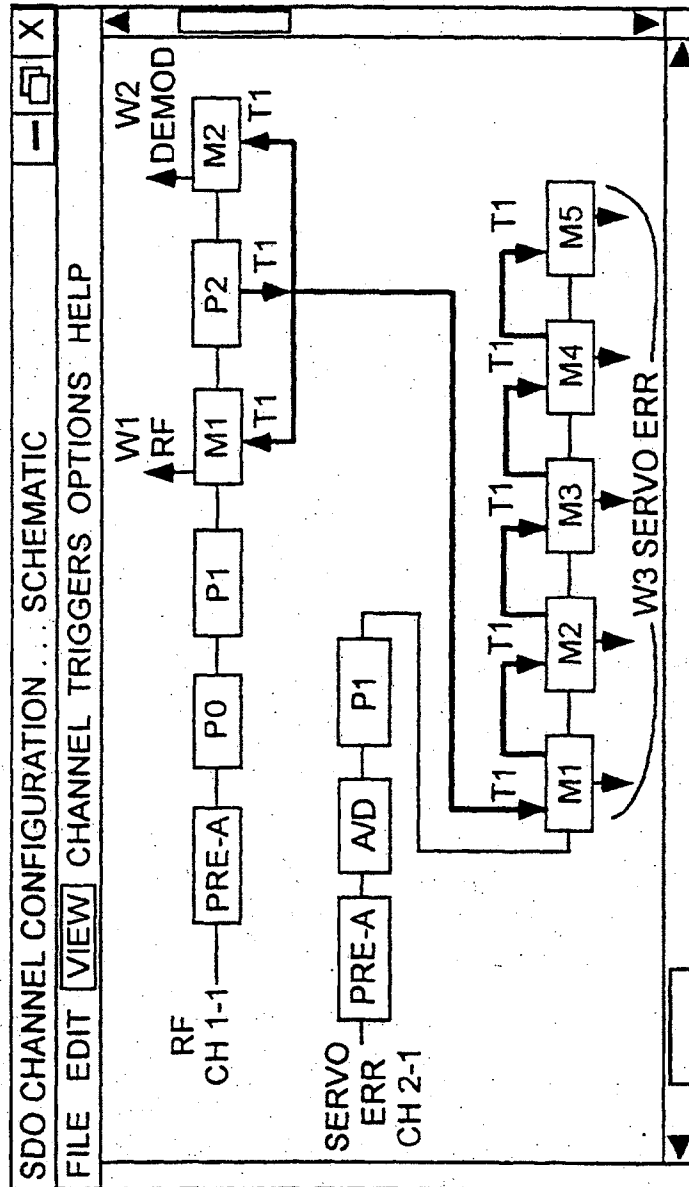 SDO CHANNEL CONFIGURATION ... SCHEMATIC
FILE EDIT VIEW CHANNEL TRIGGERS OPTIONS HELP
W1
RF
W2
DEMOD
RF
CH 1-1
PRE-A
P0
P1
M1
P2
M2
T1
T1
T1
SERVO
ERR
CH 2-1
PRE-A
A/D
P1
T1
T1
T1
T1
T1
M1
M2
M3
M4
M5
W3 SERVO ERR